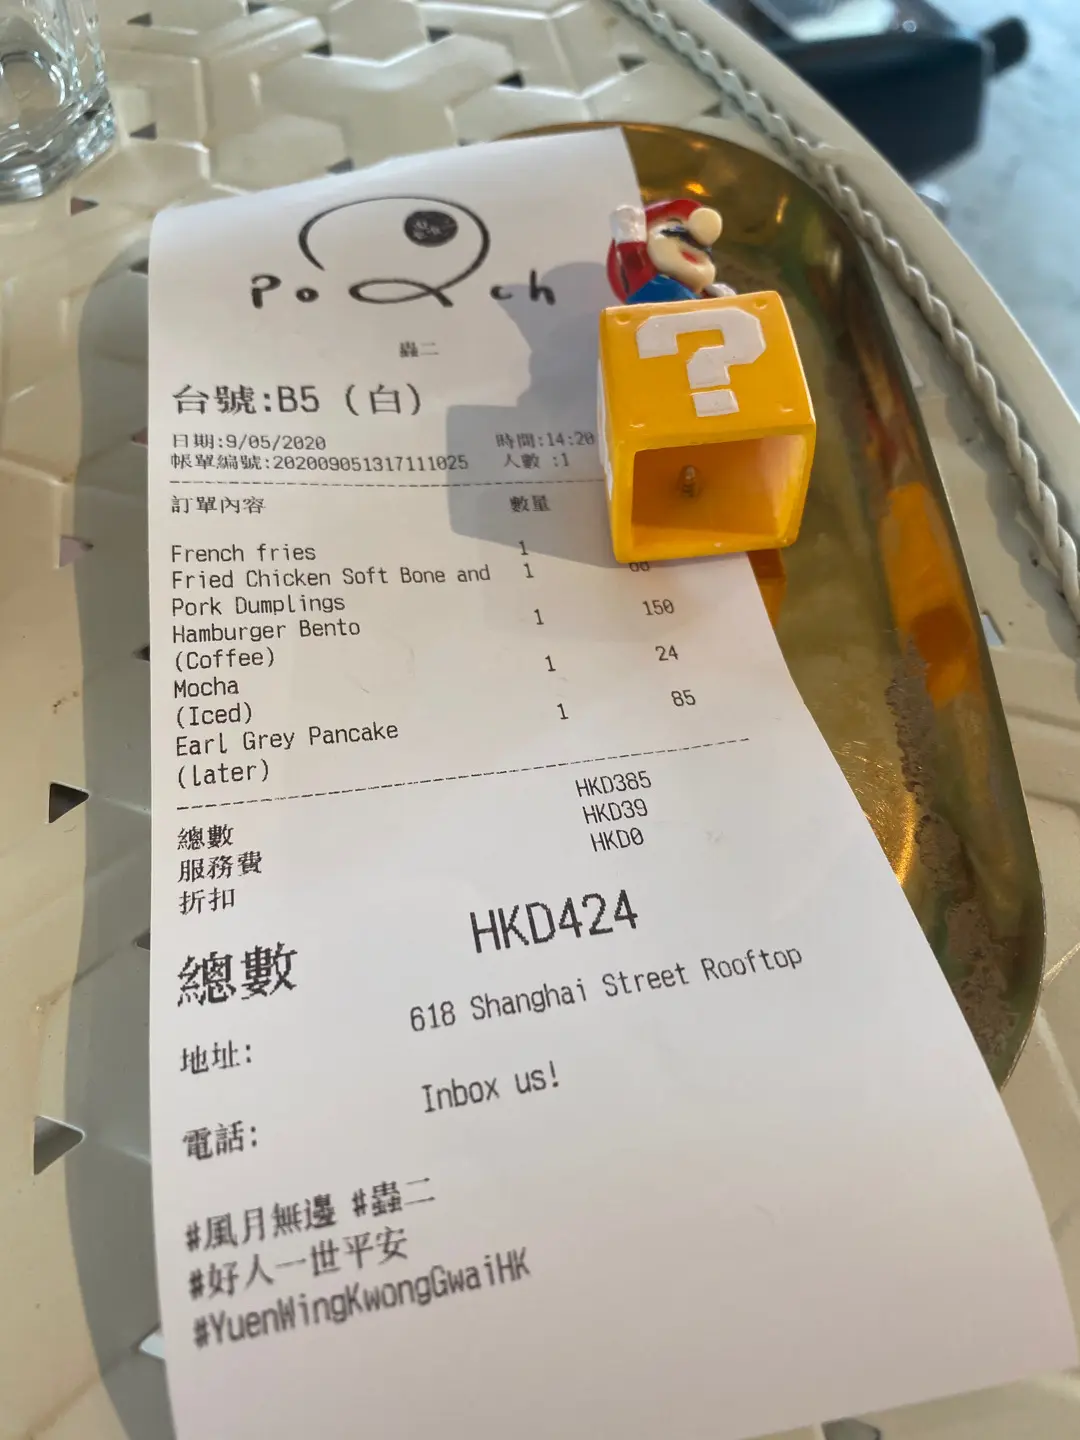 PoQch
蟲二
台號:B5 (白)
日期:9/05/2020 時間:14:20
帳單編號:202009051317111025 人數 :1
訂單內容 數量
French fries 1
Fried Chicken Soft Bone and 1
Pork Dumplings
Hamburger Bento 1 150
(Coffee)
Mocha 1 24
(Iced)
Earl Grey Pancake 1 85
(later)
總數 HKD385
服務費 HKD39
折扣 HKD0
總數 HKD424
地址: 618 Shanghai Street Rooftop
電話: Inbox us!
#風月無邊 #蟲二
#好人一世平安
#YuenWingKwongGwaiHK
?